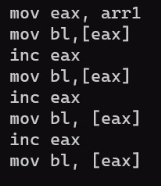 mov eax, arr1
mov bl,[eax]
inc eax
mov bl,[eax]
inc eax
mov bl, [eax]
inc eax
mov bl, [eax]